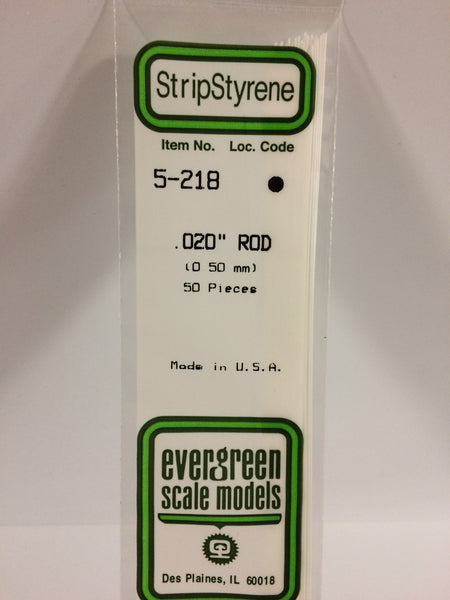 StripStyrene
Item No. Loc. Code
5-218
.020" ROD
(0 50 mm)
50 Pieces
Made in U.S.A.
evergreen
scale models
Des Plaines, IL 60018